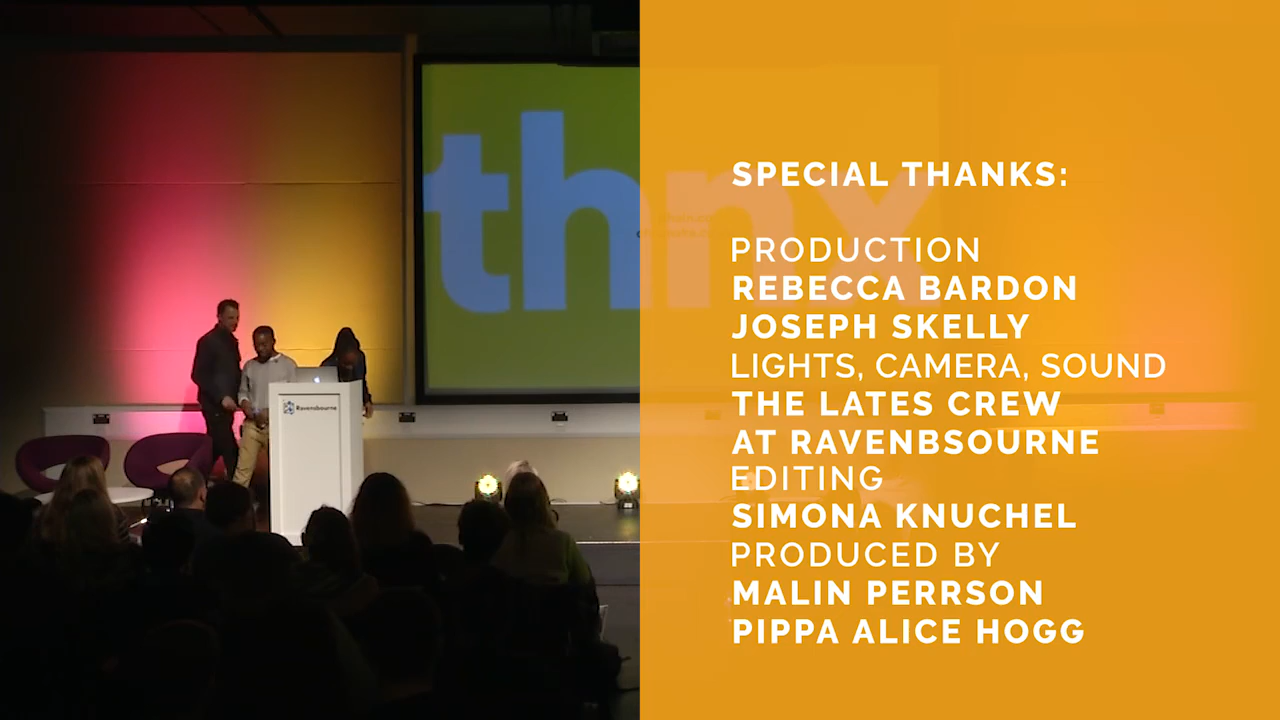 thnx
Ravensbourne
SPECIAL THANKS:
PRODUCTION
REBECCA BARDON
JOSEPH SKELLY
LIGHTS, CAMERA, SOUND
THE LATES CREW
AT RAVENBSOURNE
EDITING
SIMONA KNUCHEL
PRODUCED BY
MALIN PERRSON
PIPPA ALICE HOGG